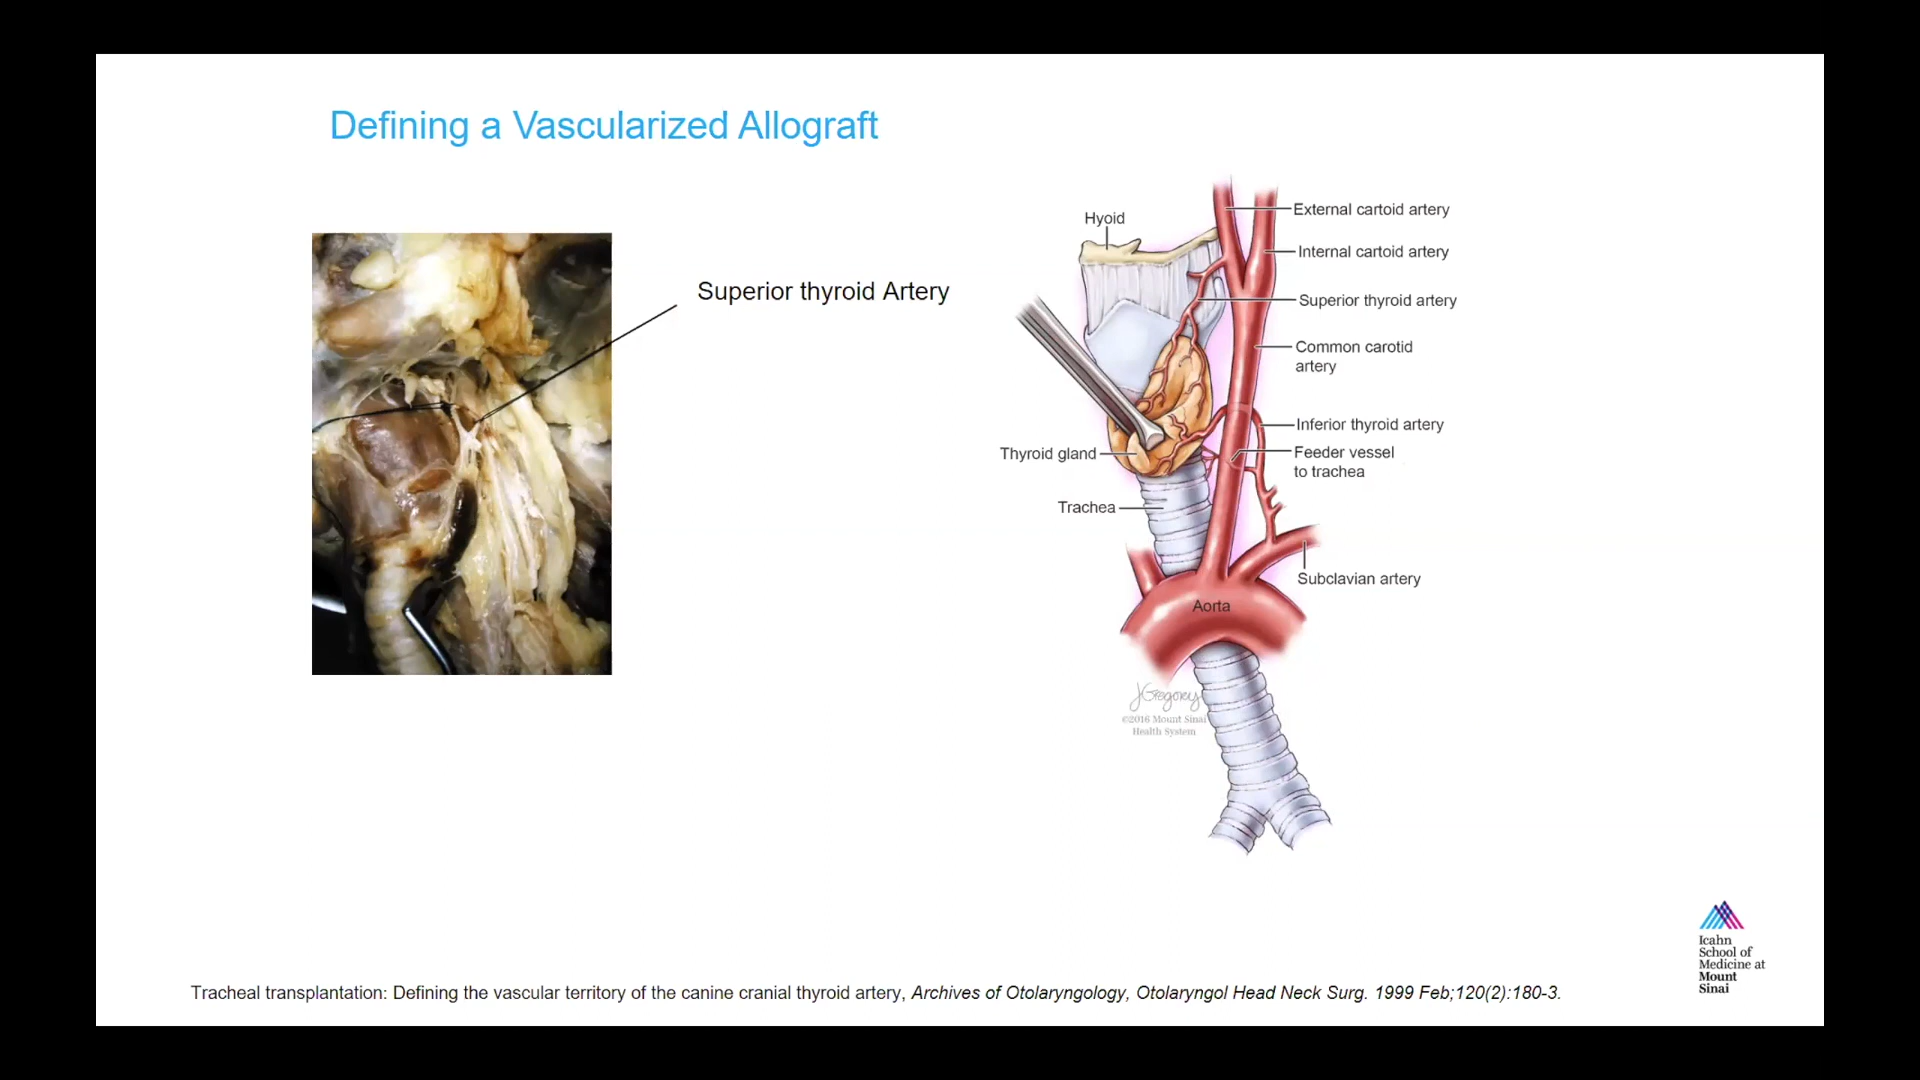 Defining a Vascularized Allograft
Superior thyroid Artery
Hyoid
External cartoid artery
Internal cartoid artery
Superior thyroid artery
Common carotid
artery
Inferior thyroid artery
Feeder vessel
to trachea
Thyroid gland
Trachea
Subclavian artery
Aorta
JGregory
©2016 Mount Sinai
Health System
Icahn
School of
Medicine at
Mount
Sinai
Tracheal transplantation: Defining the vascular territory of the canine cranial thyroid artery, Archives of Otolaryngology, Otolaryngol Head Neck Surg. 1999 Feb;120(2):180-3.